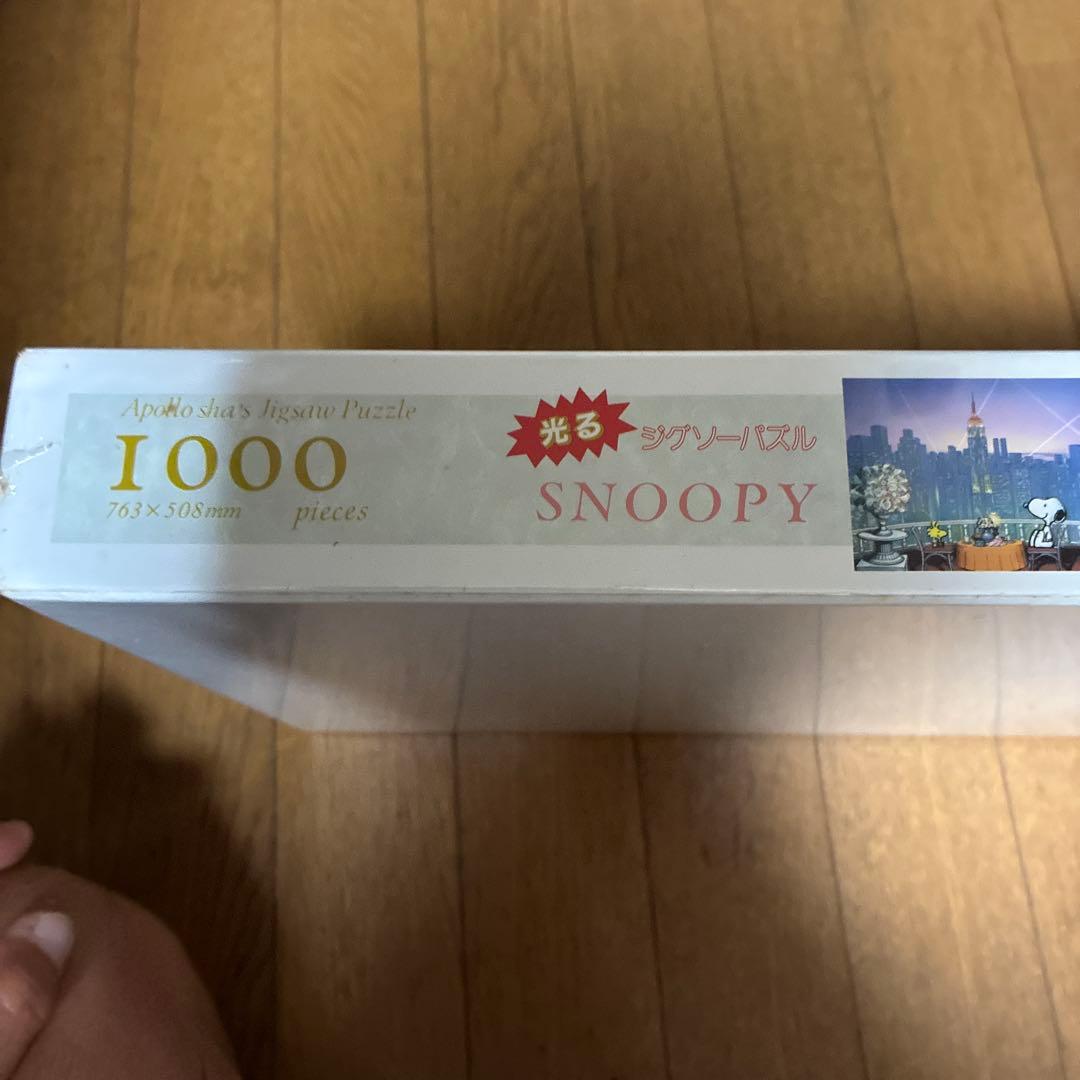 Apollo sha's Jigsaw Puzzle
1000
763×508mm pieces
光る ジグソーパズル
SNOOPY